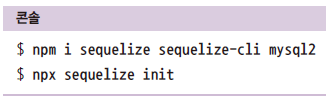 콘솔
$ npm i sequelize sequelize-cli mysql2
$ npx sequelize init